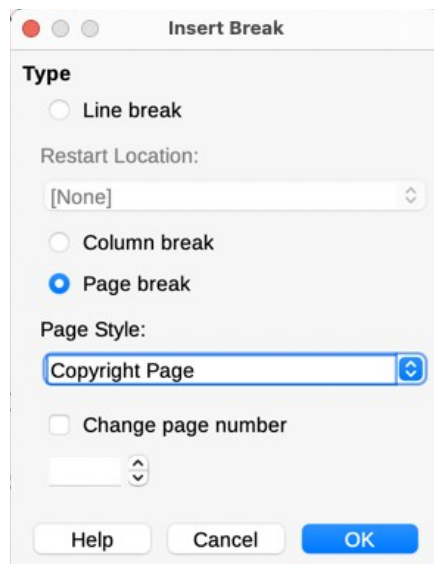 Insert Break
Type
Line break
Restart Location:
[None]
Column break
Page break
Page Style:
Copyright Page
Change page number
Help Cancel OK